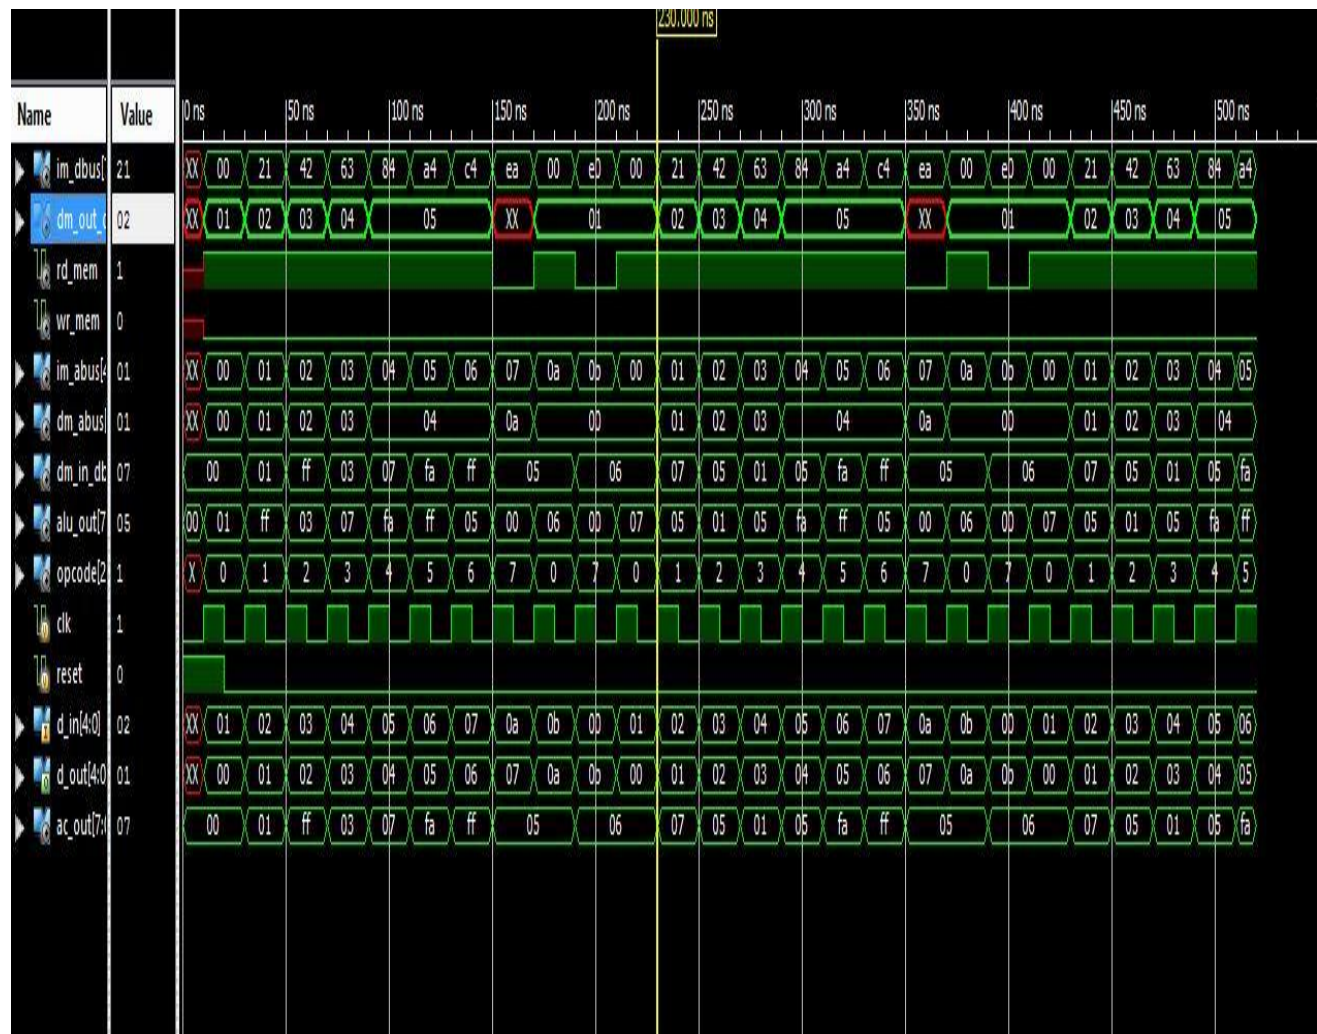 230.000 ns
Name Value 0 ns 50 ns 100 ns 150 ns 200 ns 250 ns 300 ns 350 ns 400 ns 450 ns 500 ns
im_dbus[ 21 XX 00 21 42 63 84 a4 c4 ea 00 e0 00 21 42 63 84 a4 c4 ea 00 e0 00 21 42 63 84 a4
dm_out_ 02 XX 01 02 03 04 05 XX 01 02 03 04 05 XX 01 02 03 04 05
rd_mem 1
wr_mem 0
im_abus[4 01 XX 00 01 02 03 04 05 06 07 0a 0b 00 01 02 03 04 05 06 07 0a 0b 00 01 02 03 04 05
dm_abus[ 01 XX 00 01 02 03 04 0a 00 01 02 03 04 0a 00 01 02 03 04
dm_in_db 07 00 01 ff 03 07 fa ff 05 06 07 05 01 05 fa ff 05 06 07 05 01 05 fa
alu_out[7 05 00 01 ff 03 07 fa ff 05 00 06 00 07 05 01 05 fa ff 05 00 06 00 07 05 01 05 fa ff
opcode[2 1 X 0 1 2 3 4 5 6 7 0 7 0 1 2 3 4 5 6 7 0 7 0 1 2 3 4 5
clk 1
reset 0
d_in[4:0] 02 XX 01 02 03 04 05 06 07 0a 0b 00 01 02 03 04 05 06 07 0a 0b 00 01 02 03 04 05 06
d_out[4:0 01 XX 00 01 02 03 04 05 06 07 0a 0b 00 01 02 03 04 05 06 07 0a 0b 00 01 02 03 04 05
ac_out[7: 07 00 01 ff 03 07 fa ff 05 06 07 05 01 05 fa ff 05 06 07 05 01 05 fa